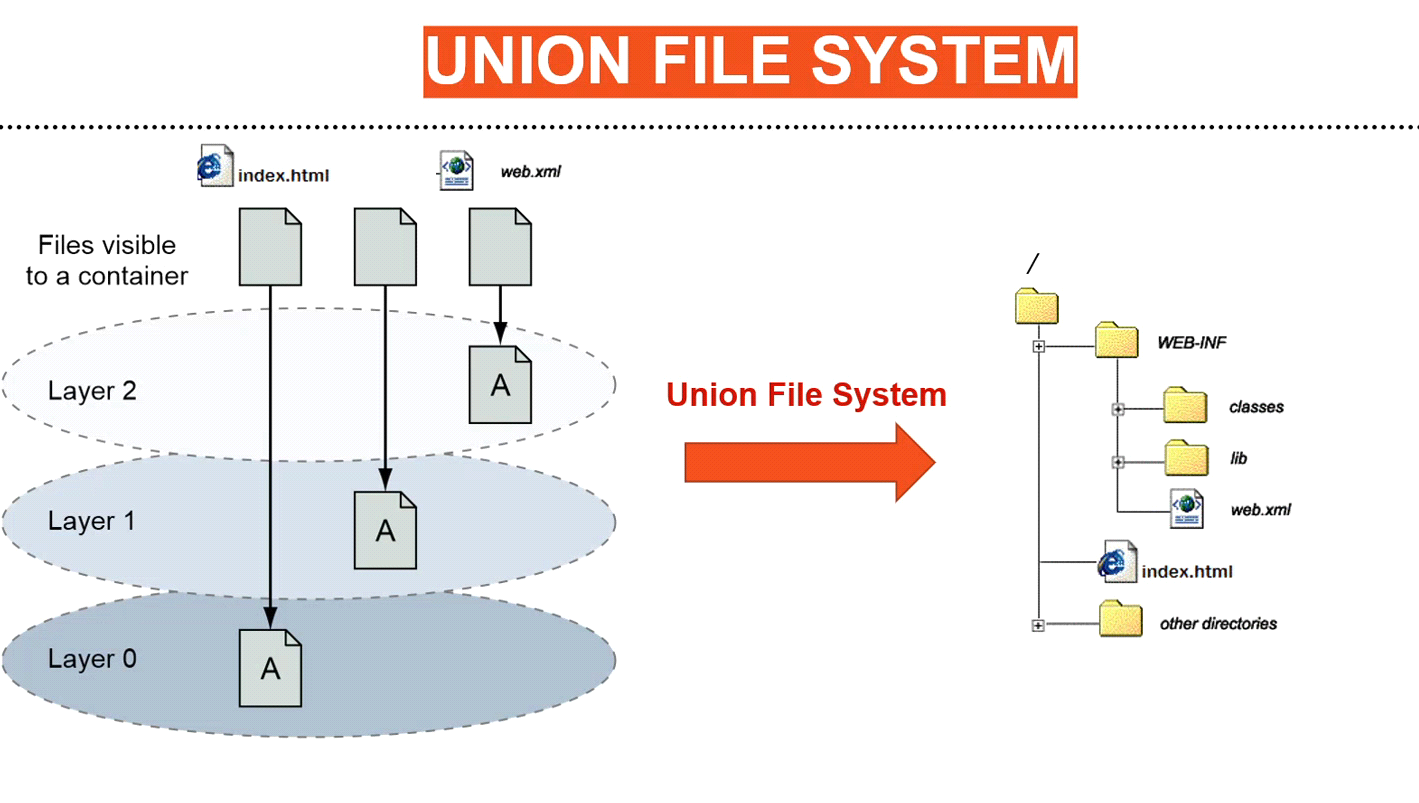 UNION FILE SYSTEM
index.html
web.xml
Files visible
to a container
Layer 2
A
Layer 1
A
Layer 0
A
Union File System
/
WEB-INF
classes
lib
web.xml
index.html
other directories